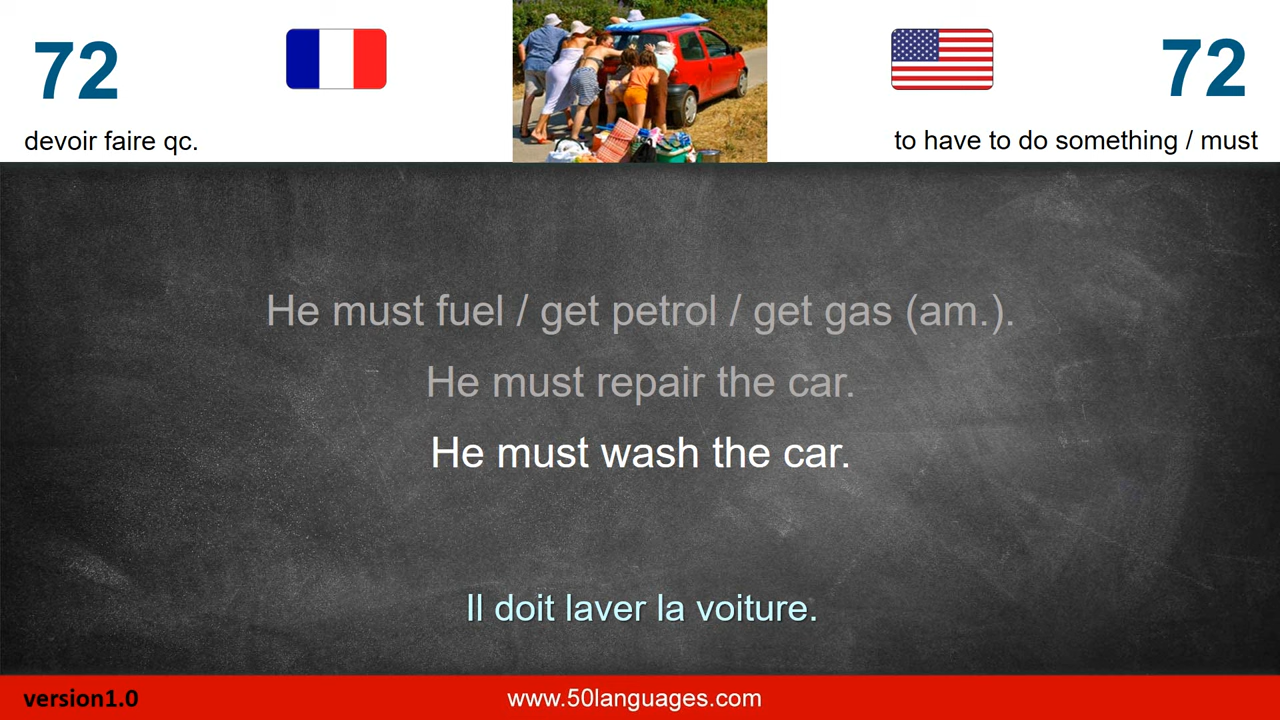 72
72
devoir faire qc.
to have to do something / must
He must fuel / get petrol / get gas (am.).
He must repair the car.
He must wash the car.
Il doit laver la voiture.
version1.0
www.50languages.com